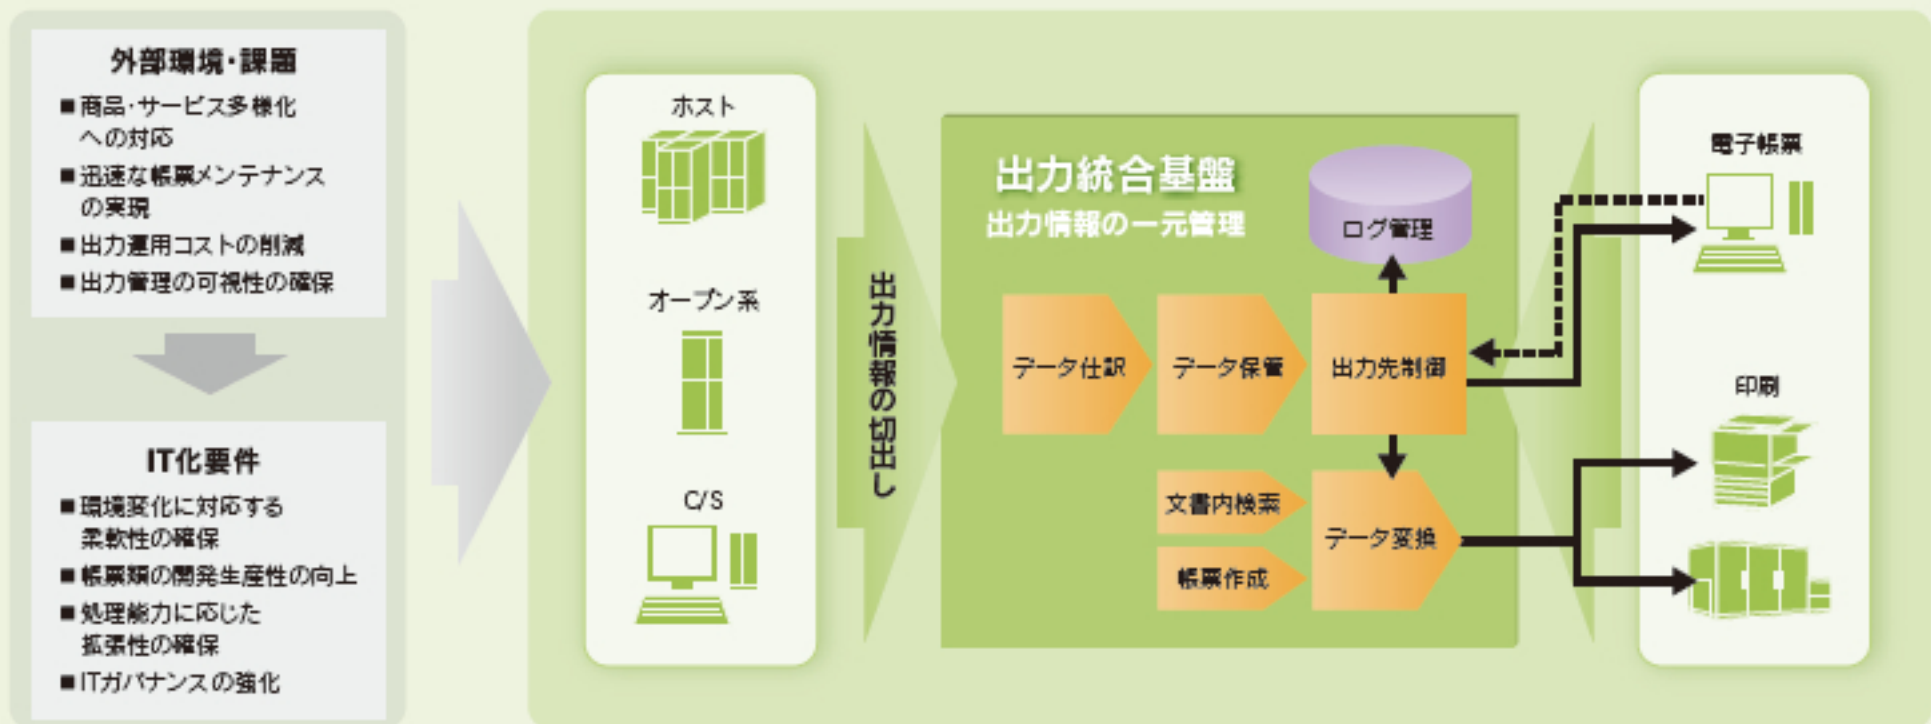 外部環境・課題
■商品・サービス多様化
への対応
■迅速な帳票メンテナンス
の実現
■出力運用コストの削減
■出力管理の可視性の確保
IT化要件
■環境変化に対応する
柔軟性の確保
■帳票類の開発生産性の向上
■処理能力に応じた
拡張性の確保
■ITガバナンスの強化
ホスト
オープン系
C/S
出力情報の切出し
出力統合基盤
出力情報の一元管理
ログ管理
データ仕訳
データ保管
出力先制御
文書内検索
帳票作成
データ変換
電子帳票
印刷